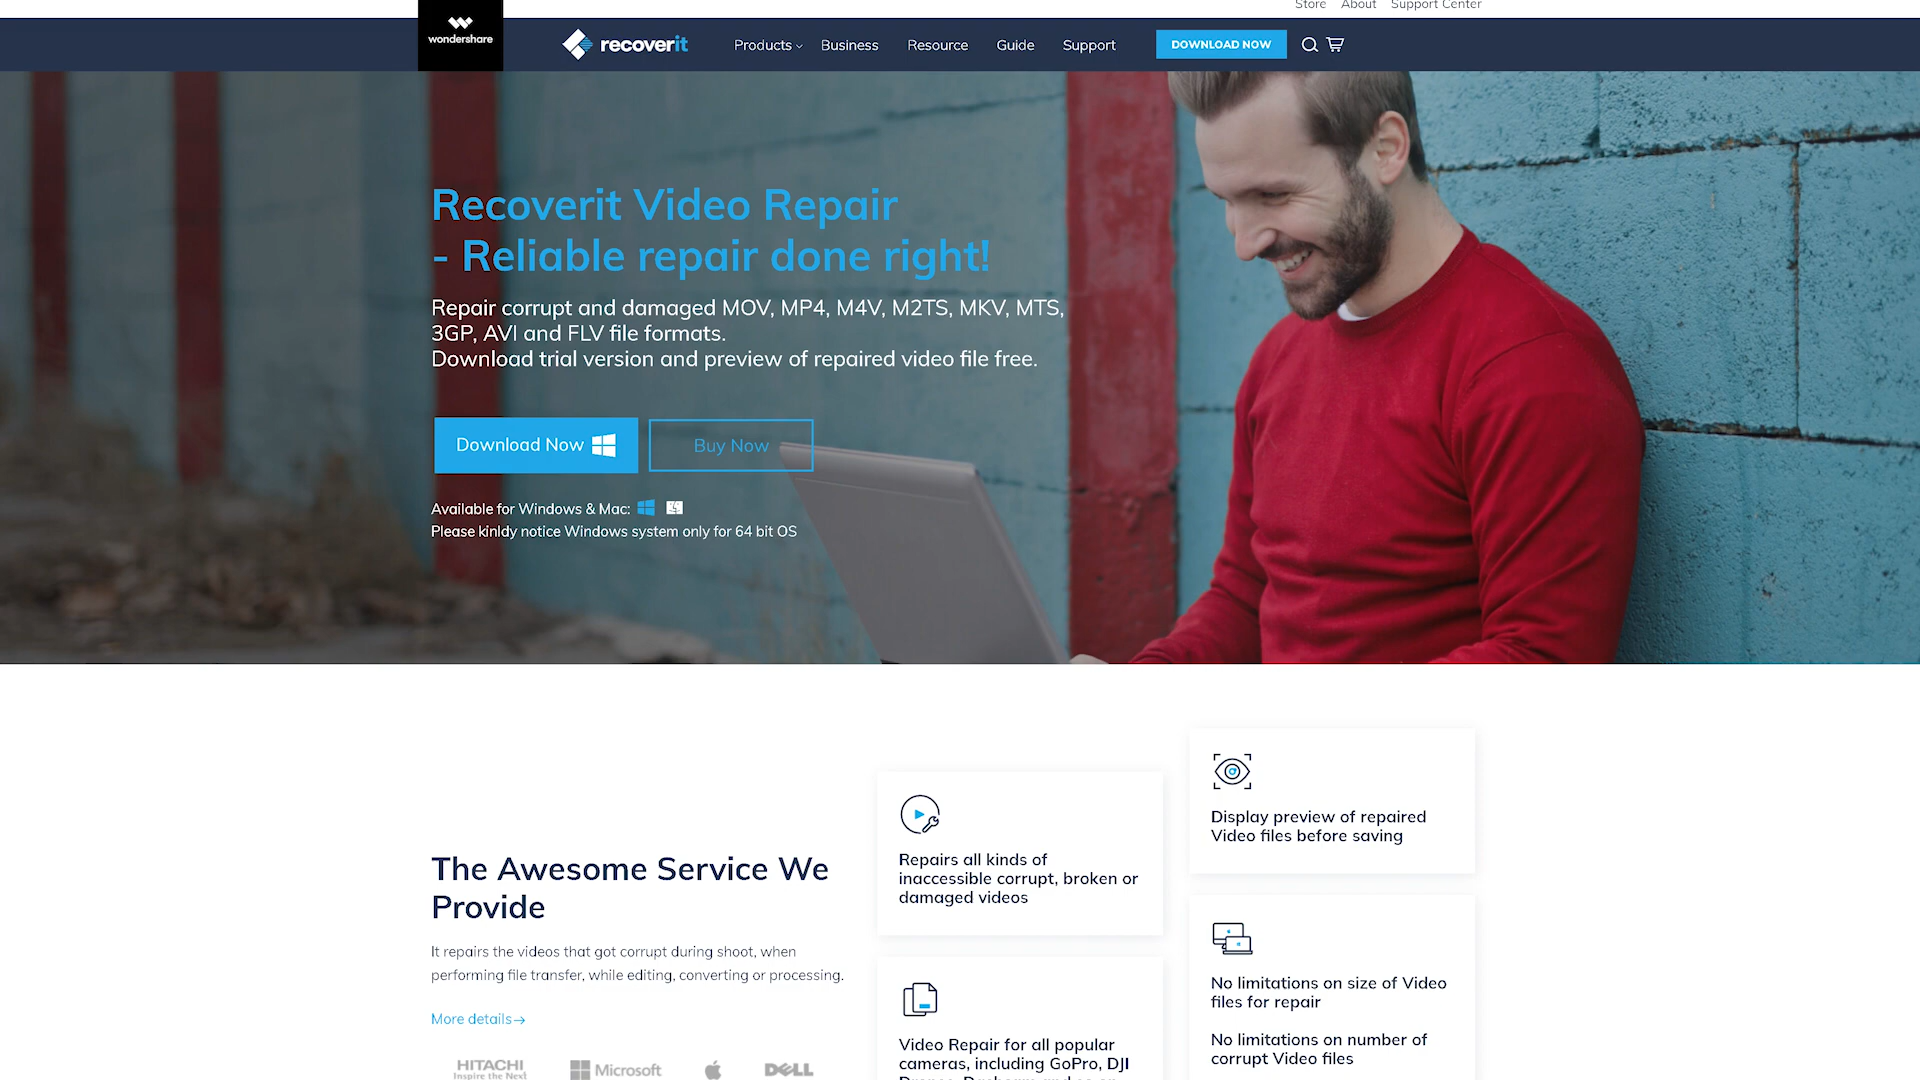 Store About Support Center
wondershare
recoverit
Products Business Resource Guide Support DOWNLOAD NOW
Recoverit Video Repair
- Reliable repair done right!
Repair corrupt and damaged MOV, MP4, M4V, M2TS, MKV, MTS,
3GP, AVI and FLV file formats.
Download trial version and preview of repaired video file free.
Download Now
Buy Now
Available for Windows & Mac:
Please kinldy notice Windows system only for 64 bit OS
The Awesome Service We
Provide
It repairs the videos that got corrupt during shoot, when
performing file transfer, while editing, converting or processing.
More details→
HITACHI
Inspire the Next
Microsoft
DELL
Repairs all kinds of
inaccessible corrupt, broken or
damaged videos
Video Repair for all popular
cameras, including GoPro, DJI
Display preview of repaired
Video files before saving
No limitations on size of Video
files for repair
No limitations on number of
corrupt Video files